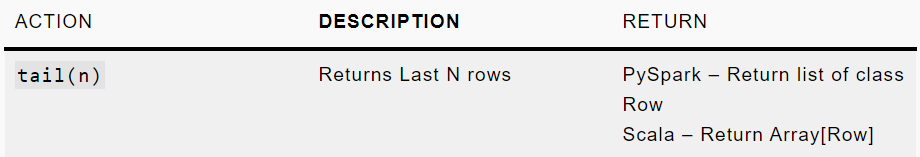 ACTION DESCRIPTION RETURN
tail(n) Returns Last N rows PySpark – Return list of class
Row
Scala – Return Array[Row]